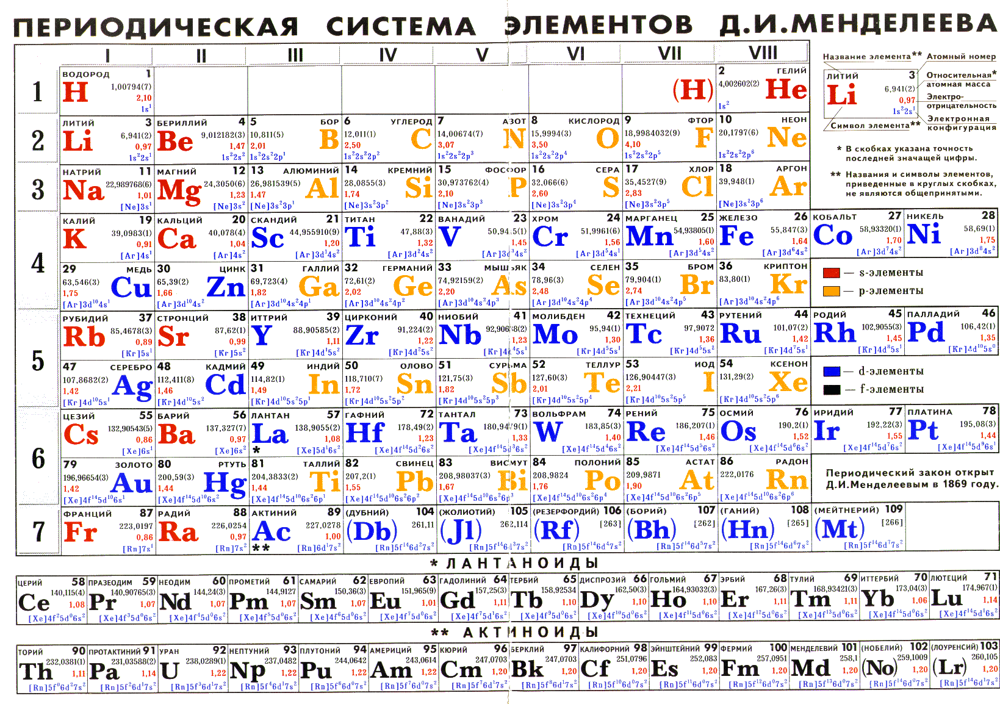 ПЕРИОДИЧЕСКАЯ СИСТЕМА ЭЛЕМЕНТОВ Д.И.МЕНДЕЛЕЕВА
I II III IV V VI VII VIII
1
ВОДОРОД 1
H 1,00794(7)
2,10
1s¹
(H)
2 ГЕЛИЙ
4,002602(2) He
1s²
Название элемента** Атомный номер
ЛИТИЙ 3 Относительная*
атомная масса
Li 6,941(2)
0,97 Электро-
отрицательность
1s²2s¹ Электронная
Символ элемента** конфигурация
* В скобках указана точность
последней значащей цифры.
** Названия и символы элементов,
приведенные в круглых скобках,
не являются общепринятыми.
2
ЛИТИЙ 3
Li 6,941(2)
0,97
1s²2s¹
БЕРИЛЛИЙ 4
Be 9,012182(3)
1,47
1s²2s²
5 БОР
10,811(5) B
2,01
1s²2s²2p¹
6 УГЛЕРОД
12,011(1) C
2,50
1s²2s²2p²
7 АЗОТ
14,00674(7) N
3,07
1s²2s²2p³
8 КИСЛОРОД
15,9994(3) O
3,50
1s²2s²2p⁴
9 ФТОР
18,9984032(9) F
4,10
1s²2s²2p⁵
10 НЕОН
20,1797(6) Ne
1s²2s²2p⁶
3
НАТРИЙ 11
Na 22,989768(6)
1,01
[Ne]3s¹
МАГНИЙ 12
Mg 24,3050(6)
1,23
[Ne]3s²
13 АЛЮМИНИЙ
26,981539(5) Al
1,47
[Ne]3s²3p¹
14 КРЕМНИЙ
28,0855(3) Si
1,74
[Ne]3s²3p²
15 ФОСФОР
30,973762(4) P
2,10
[Ne]3s²3p³
16 СЕРА
32,066(6) S
2,60
[Ne]3s²3p⁴
17 ХЛОР
35,4527(9) Cl
2,83
[Ne]3s²3p⁵
18 АРГОН
39,948(1) Ar
[Ne]3s²3p⁶
4
КАЛИЙ 19
K 39,0983(1)
0,91
[Ar]4s¹
КАЛЬЦИЙ 20
Ca 40,078(4)
1,04
[Ar]4s²
СКАНДИЙ 21
Sc 44,955910(9)
1,20
[Ar]3d¹4s²
ТИТАН 22
Ti 47,88(3)
1,32
[Ar]3d²4s²
ВАНАДИЙ 23
V 50,9415(1)
1,45
[Ar]3d³4s²
ХРОМ 24
Cr 51,9961(6)
1,56
[Ar]3d⁵4s¹
МАРГАНЕЦ 25
Mn 54,93805(1)
1,60
[Ar]3d⁵4s²
ЖЕЛЕЗО 26
Fe 55,847(3)
1,64
[Ar]3d⁶4s²
КОБАЛЬТ 27
Co 58,93320(1)
1,70
[Ar]3d⁷4s²
НИКЕЛЬ 28
Ni 58,69(1)
1,75
[Ar]3d⁸4s²
29 МЕДЬ
63,546(3) Cu
1,75
[Ar]3d¹⁰4s¹
30 ЦИНК
65,39(2) Zn
1,66
[Ar]3d¹⁰4s²
31 ГАЛЛИЙ
69,723(4) Ga
1,82
[Ar]3d¹⁰4s²4p¹
32 ГЕРМАНИЙ
72,61(2) Ge
2,02
[Ar]3d¹⁰4s²4p²
33 МЫШЬЯК
74,92159(2) As
2,20
[Ar]3d¹⁰4s²4p³
34 СЕЛЕН
78,96(3) Se
2,48
[Ar]3d¹⁰4s²4p⁴
35 БРОМ
79,904(1) Br
2,74
[Ar]3d¹⁰4s²4p⁵
36 КРИПТОН
83,80(1) Kr
[Ar]3d¹⁰4s²4p⁶
— s-элементы
— p-элементы
5
РУБИДИЙ 37
Rb 85,4678(3)
0,89
[Kr]5s¹
СТРОНЦИЙ 38
Sr 87,62(1)
0,99
[Kr]5s²
ИТТРИЙ 39
Y 88,90585(2)
1,11
[Kr]4d¹5s²
ЦИРКОНИЙ 40
Zr 91,224(2)
1,22
[Kr]4d²5s²
НИОБИЙ 41
Nb 92,90638(2)
1,23
[Kr]4d⁴5s¹
МОЛИБДЕН 42
Mo 95,94(1)
1,30
[Kr]4d⁵5s¹
ТЕХНЕЦИЙ 43
Tc 97,9072
1,36
[Kr]4d⁵5s²
РУТЕНИЙ 44
Ru 101,07(2)
1,42
[Kr]4d⁷5s¹
РОДИЙ 45
Rh 102,9055(3)
1,45
[Kr]4d⁸5s¹
ПАЛЛАДИЙ 46
Pd 106,42(1)
1,35
[Kr]4d¹⁰5s⁰
47 СЕРЕБРО
107,8682(2) Ag
1,42
[Kr]4d¹⁰5s¹
48 КАДМИЙ
112,411(8) Cd
1,46
[Kr]4d¹⁰5s²
49 ИНДИЙ
114,82(1) In
1,49
[Kr]4d¹⁰5s²5p¹
50 ОЛОВО
118,710(7) Sn
1,72
[Kr]4d¹⁰5s²5p²
51 СУРЬМА
121,75(3) Sb
1,82
[Kr]4d¹⁰5s²5p³
52 ТЕЛЛУР
127,60(3) Te
2,01
[Kr]4d¹⁰5s²5p⁴
53 ИОД
126,90447(3) I
2,21
[Kr]4d¹⁰5s²5p⁵
54 КСЕНОН
131,29(2) Xe
[Kr]4d¹⁰5s²5p⁶
— d-элементы
— f-элементы
6
ЦЕЗИЙ 55
Cs 132,90543(5)
0,86
[Xe]6s¹
БАРИЙ 56
Ba 137,327(7)
0,97
[Xe]6s²
ЛАНТАН 57
La 138,9055(2)
1,08
* [Xe]5d¹6s²
ГАФНИЙ 72
Hf 178,49(2)
1,23
[Xe]4f¹⁴5d²6s²
ТАНТАЛ 73
Ta 180,9479(1)
1,33
[Xe]4f¹⁴5d³6s²
ВОЛЬФРАМ 74
W 183,85(3)
1,40
[Xe]4f¹⁴5d⁴6s²
РЕНИЙ 75
Re 186,207(1)
1,46
[Xe]4f¹⁴5d⁵6s²
ОСМИЙ 76
Os 190,2(1)
1,52
[Xe]4f¹⁴5d⁶6s²
ИРИДИЙ 77
Ir 192,22(3)
1,55
[Xe]4f¹⁴5d⁷6s²
ПЛАТИНА 78
Pt 195,08(3)
1,44
[Xe]4f¹⁴5d⁹6s¹
79 ЗОЛОТО
196,96654(3) Au
1,42
[Xe]4f¹⁴5d¹⁰6s¹
80 РТУТЬ
200,59(3) Hg
1,44
[Xe]4f¹⁴5d¹⁰6s²
81 ТАЛЛИЙ
204,3833(2) Ti
1,44
[Xe]4f¹⁴5d¹⁰6s²6p¹
82 СВИНЕЦ
207,2(1) Pb
1,55
[Xe]4f¹⁴5d¹⁰6s²6p²
83 ВИСМУТ
208,98037(3) Bi
1,67
[Xe]4f¹⁴5d¹⁰6s²6p³
84 ПОЛОНИЙ
208,9824 Po
1,76
[Xe]4f¹⁴5d¹⁰6s²6p⁴
85 АСТАТ
209,9871 At
1,90
[Xe]4f¹⁴5d¹⁰6s²6p⁵
86 РАДОН
222,0176 Rn
[Xe]4f¹⁴5d¹⁰6s²6p⁶
Периодический закон открыт
Д.И.Менделеевым в 1869 году.
7
ФРАНЦИЙ 87
Fr 223,0197
0,86
[Rn]7s¹
РАДИЙ 88
Ra 226,0254
0,97
[Rn]7s²
АКТИНИЙ 89
Ac 227,0278
1,00
** [Rn]6d¹7s²
(ДУБНИЙ) 104
(Db) 261,11
[Rn]5f¹⁴6d²7s²
(ЖОЛИОТИЙ) 105
(Jl) 262,114
[Rn]5f¹⁴6d³7s²
(РЕЗЕРФОРДИЙ) 106
(Rf) [263]
[Rn]5f¹⁴6d⁴7s²
(БОРИЙ) 107
(Bh) [262]
[Rn]5f¹⁴6d⁵7s²
(ГАНИЙ) 108
(Hn) [265]
[Rn]5f¹⁴6d⁶7s²
(МЕЙТНЕРИЙ) 109
(Mt) [266]
[Rn]5f¹⁴6d⁷7s²
* ЛАНТАНОИДЫ
ЦЕРИЙ 58
Ce 140,115(4)
1,08
[Xe]4f²5d⁰6s²
ПРАЗЕОДИМ 59
Pr 140,90765(3)
1,07
[Xe]4f³5d⁰6s²
НЕОДИМ 60
Nd 144,24(3)
1,07
[Xe]4f⁴5d⁰6s²
ПРОМЕТИЙ 61
Pm 144,9127
1,07
[Xe]4f⁵5d⁰6s²
САМАРИЙ 62
Sm 150,36(3)
1,07
[Xe]4f⁶5d⁰6s²
ЕВРОПИЙ 63
Eu 151,965(9)
1,01
[Xe]4f⁷5d⁰6s²
ГАДОЛИНИЙ 64
Gd 157,25(3)
1,11
[Xe]4f⁷5d¹6s²
ТЕРБИЙ 65
Tb 158,92534
1,10
[Xe]4f⁹5d⁰6s²
ДИСПРОЗИЙ 66
Dy 162,50(3)
1,10
[Xe]4f¹⁰5d⁰6s²
ГОЛЬМИЙ 67
Ho 164,93032(3)
1,10
[Xe]4f¹¹5d⁰6s²
ЭРБИЙ 68
Er 167,26(3)
1,11
[Xe]4f¹²5d⁰6s²
ТУЛИЙ 69
Tm 168,93421(3)
1,11
[Xe]4f¹³5d⁰6s²
ИТТЕРБИЙ 70
Yb 173,04(3)
1,06
[Xe]4f¹⁴5d⁰6s²
ЛЮТЕЦИЙ 71
Lu 174,967(1)
1,14
[Xe]4f¹⁴5d¹6s²
** АКТИНОИДЫ
ТОРИЙ 90
Th 232,0381(1)
1,11
[Rn]5f⁰6d²7s²
ПРОТАКТИНИЙ 91
Pa 231,03588(2)
1,14
[Rn]5f²6d¹7s²
УРАН 92
U 238,0289(1)
1,22
[Rn]5f³6d¹7s²
НЕПТУНИЙ 93
Np 237,0482
1,22
[Rn]5f⁴6d¹7s²
ПЛУТОНИЙ 94
Pu 244,0642
1,22
[Rn]5f⁶6d⁰7s²
АМЕРИЦИЙ 95
Am 243,0614
1,22
[Rn]5f⁷6d⁰7s²
КЮРИЙ 96
Cm 247,0703
1,20
[Rn]5f⁷6d¹7s²
БЕРКЛИЙ 97
Bk 247,0703
1,20
[Rn]5f⁸6d¹7s²
КАЛИФОРНИЙ 98
Cf 251,0796
1,20
[Rn]5f¹⁰6d⁰7s²
ЭЙНШТЕЙНИЙ 99
Es 252,083
1,20
[Rn]5f¹¹6d⁰7s²
ФЕРМИЙ 100
Fm 257,0951
1,20
[Rn]5f¹²6d⁰7s²
МЕНДЕЛЕВИЙ 101
Md 258,1
1,20
[Rn]5f¹³6d⁰7s²
(НОБЕЛИЙ) 102
(No) 259,1009
1,20
[Rn]5f¹⁴6d⁰7s²
(ЛОУРЕНСИЙ) 103
(Lr) 260,105
1,20
[Rn]5f¹⁴6d¹7s²